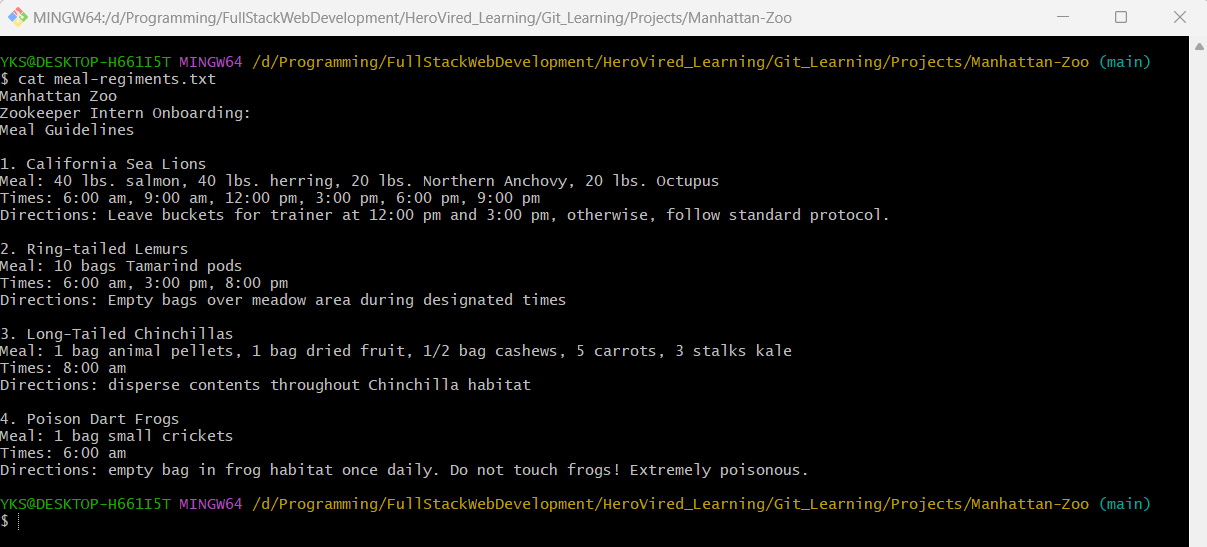 MINGW64:/d/Programming/FullStackWebDevelopment/HeroVired_Learning/Git_Learning/Projects/Manhattan-Zoo
YKS@DESKTOP-H661I5T MINGW64 /d/Programming/FullStackWebDevelopment/HeroVired_Learning/Git_Learning/Projects/Manhattan-Zoo (main)
$ cat meal-regiments.txt
Manhattan Zoo
Zookeeper Intern Onboarding:
Meal Guidelines

1. California Sea Lions
Meal: 40 lbs. salmon, 40 lbs. herring, 20 lbs. Northern Anchovy, 20 lbs. Octupus
Times: 6:00 am, 9:00 am, 12:00 pm, 3:00 pm, 6:00 pm, 9:00 pm
Directions: Leave buckets for trainer at 12:00 pm and 3:00 pm, otherwise, follow standard protocol.

2. Ring-tailed Lemurs
Meal: 10 bags Tamarind pods
Times: 6:00 am, 3:00 pm, 8:00 pm
Directions: Empty bags over meadow area during designated times

3. Long-Tailed Chinchillas
Meal: 1 bag animal pellets, 1 bag dried fruit, 1/2 bag cashews, 5 carrots, 3 stalks kale
Times: 8:00 am
Directions: disperse contents throughout Chinchilla habitat

4. Poison Dart Frogs
Meal: 1 bag small crickets
Times: 6:00 am
Directions: empty bag in frog habitat once daily. Do not touch frogs! Extremely poisonous.

YKS@DESKTOP-H661I5T MINGW64 /d/Programming/FullStackWebDevelopment/HeroVired_Learning/Git_Learning/Projects/Manhattan-Zoo (main)
$